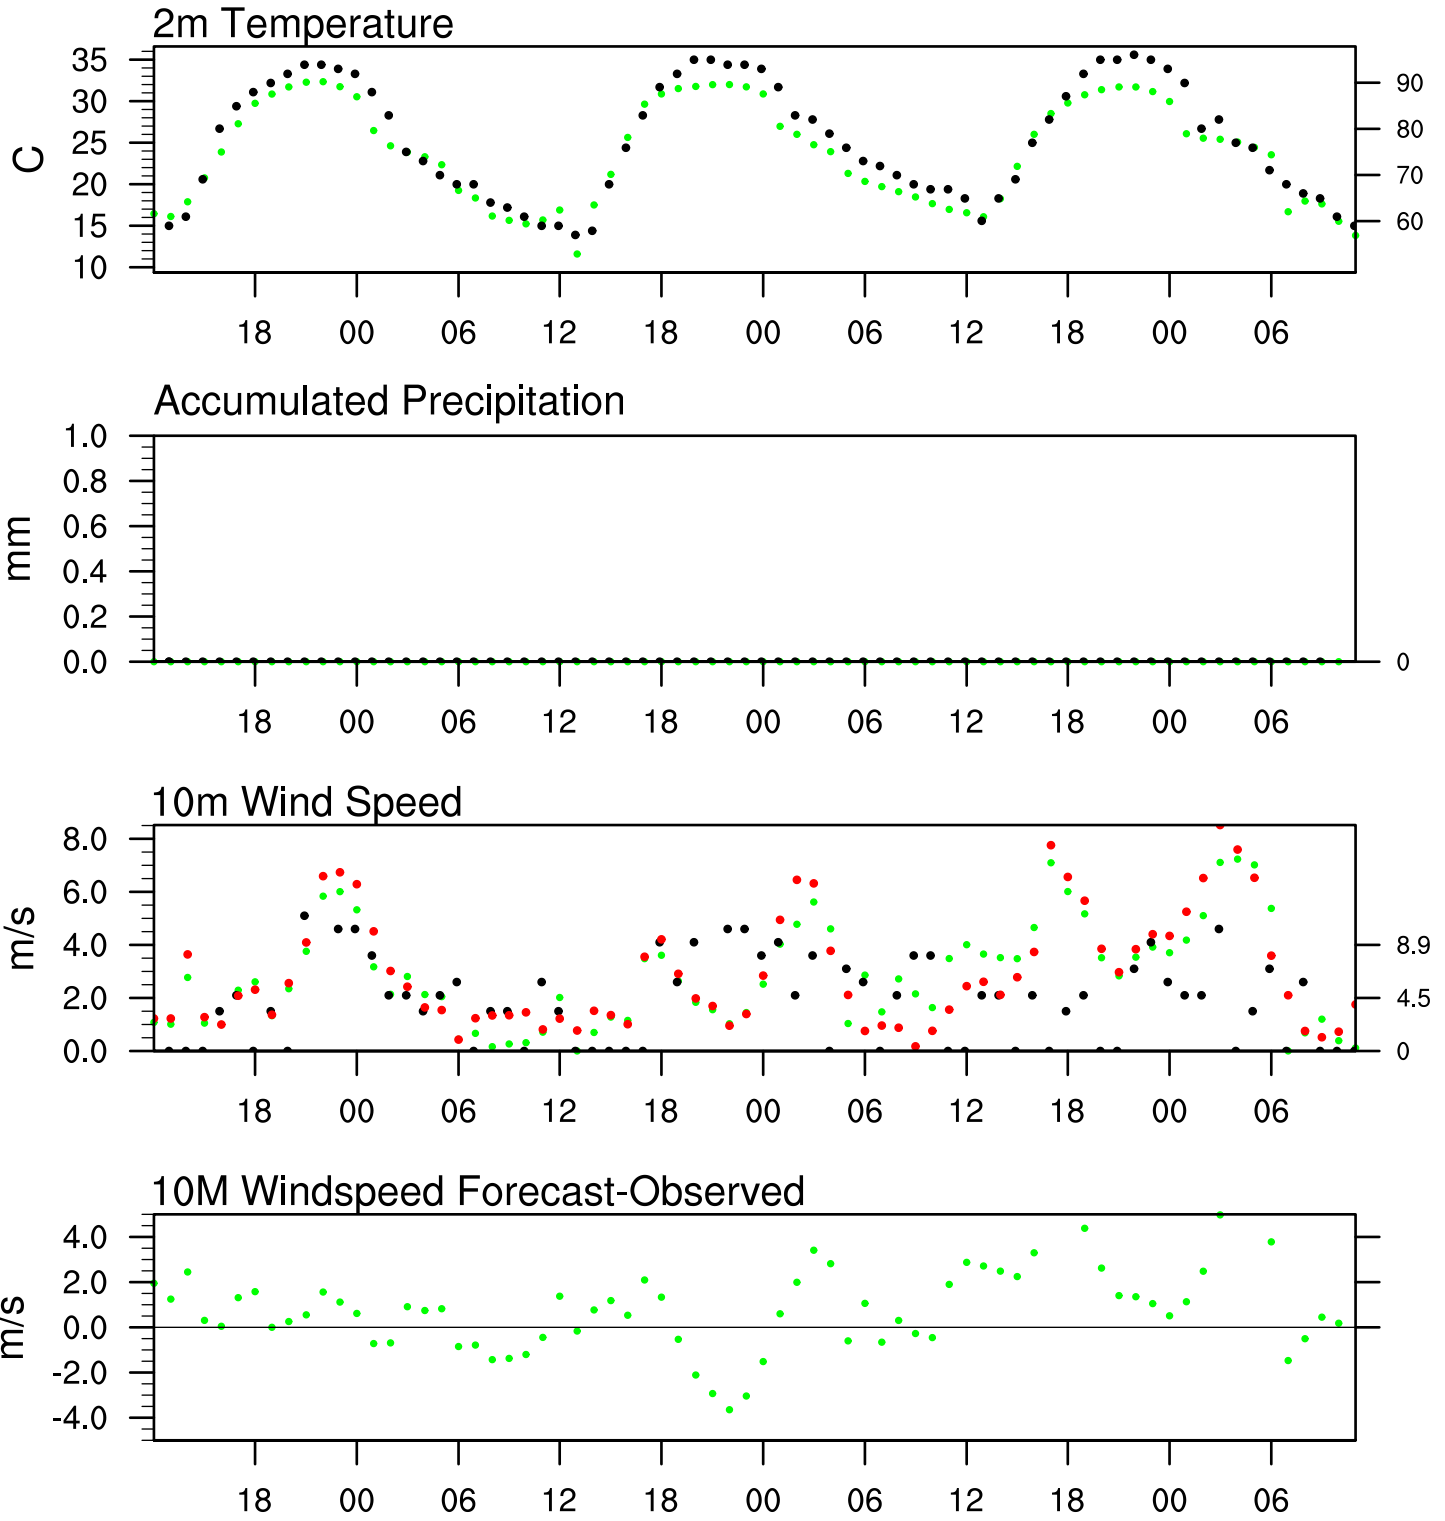 2m Temperature
35
30
25
20
15
10
C
90
80
70
60
18 00 06 12 18 00 06 12 18 00 06
Accumulated Precipitation
1.0
0.8
0.6
0.4
0.2
0.0
mm
0
18 00 06 12 18 00 06 12 18 00 06
10m Wind Speed
8.0
6.0
4.0
2.0
0.0
m/s
8.9
4.5
0
18 00 06 12 18 00 06 12 18 00 06
10M Windspeed Forecast-Observed
4.0
2.0
0.0
-2.0
-4.0
m/s
18 00 06 12 18 00 06 12 18 00 06